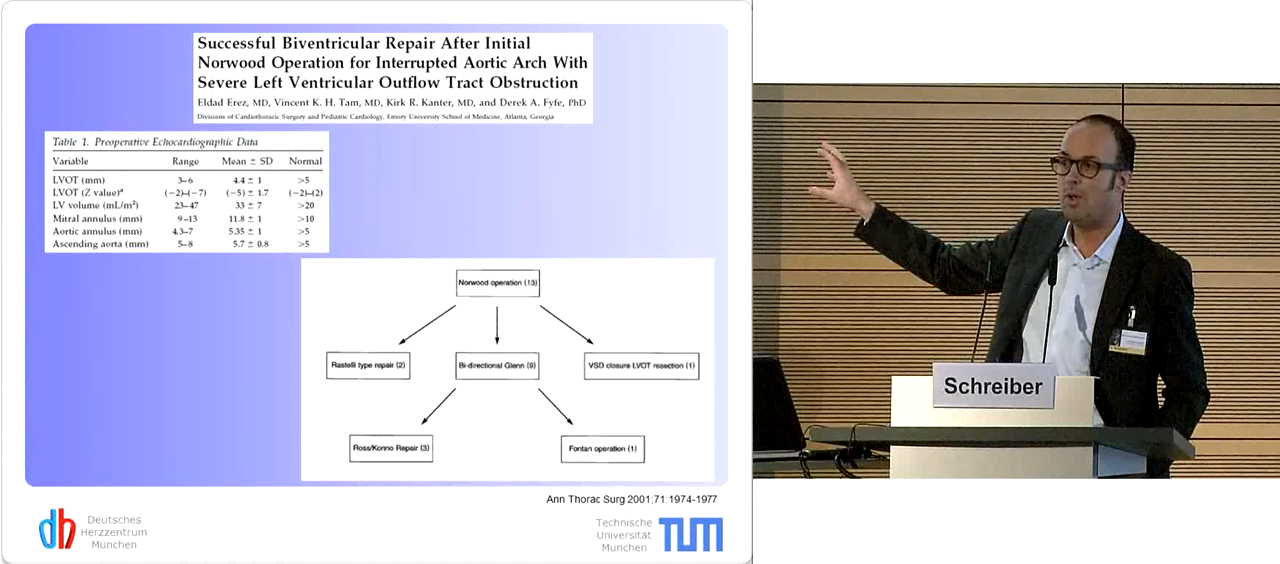 Successful Biventricular Repair After Initial
Norwood Operation for Interrupted Aortic Arch With
Severe Left Ventricular Outflow Tract Obstruction
Eldad Erez, MD, Vincent K. H. Tam, MD, Kirk R. Kanter, MD, and Derek A. Fyfe, PhD
Divisions of Cardiothoracic Surgery and Pediatric Cardiology, Emory University School of Medicine, Atlanta, Georgia
Table 1. Preoperative Echocardiographic Data
Variable Range Mean ± SD Normal
LVOT (mm) 3–6 4.4 ± 1 >5
LVOT (Z value)ᵃ (−2)–(−7) (−5) ± 1.7 (−2)–(2)
LV volume (mL/m²) 23–47 33 ± 7 >20
Mitral annulus (mm) 9–13 11.8 ± 1 >10
Aortic annulus (mm) 4.3–7 5.35 ± 1 >5
Ascending aorta (mm) 5–8 5.7 ± 0.8 >5
Norwood operation (13)
Rastelli type repair (2)
Bi-directional Glenn (9)
VSD closure LVOT resection (1)
Ross/Konno Repair (3)
Fontan operation (1)
Ann Thorac Surg 2001;71:1974-1977
dh
Deutsches
Herzzentrum
München
Technische
Universität
München
TUM
Schreiber